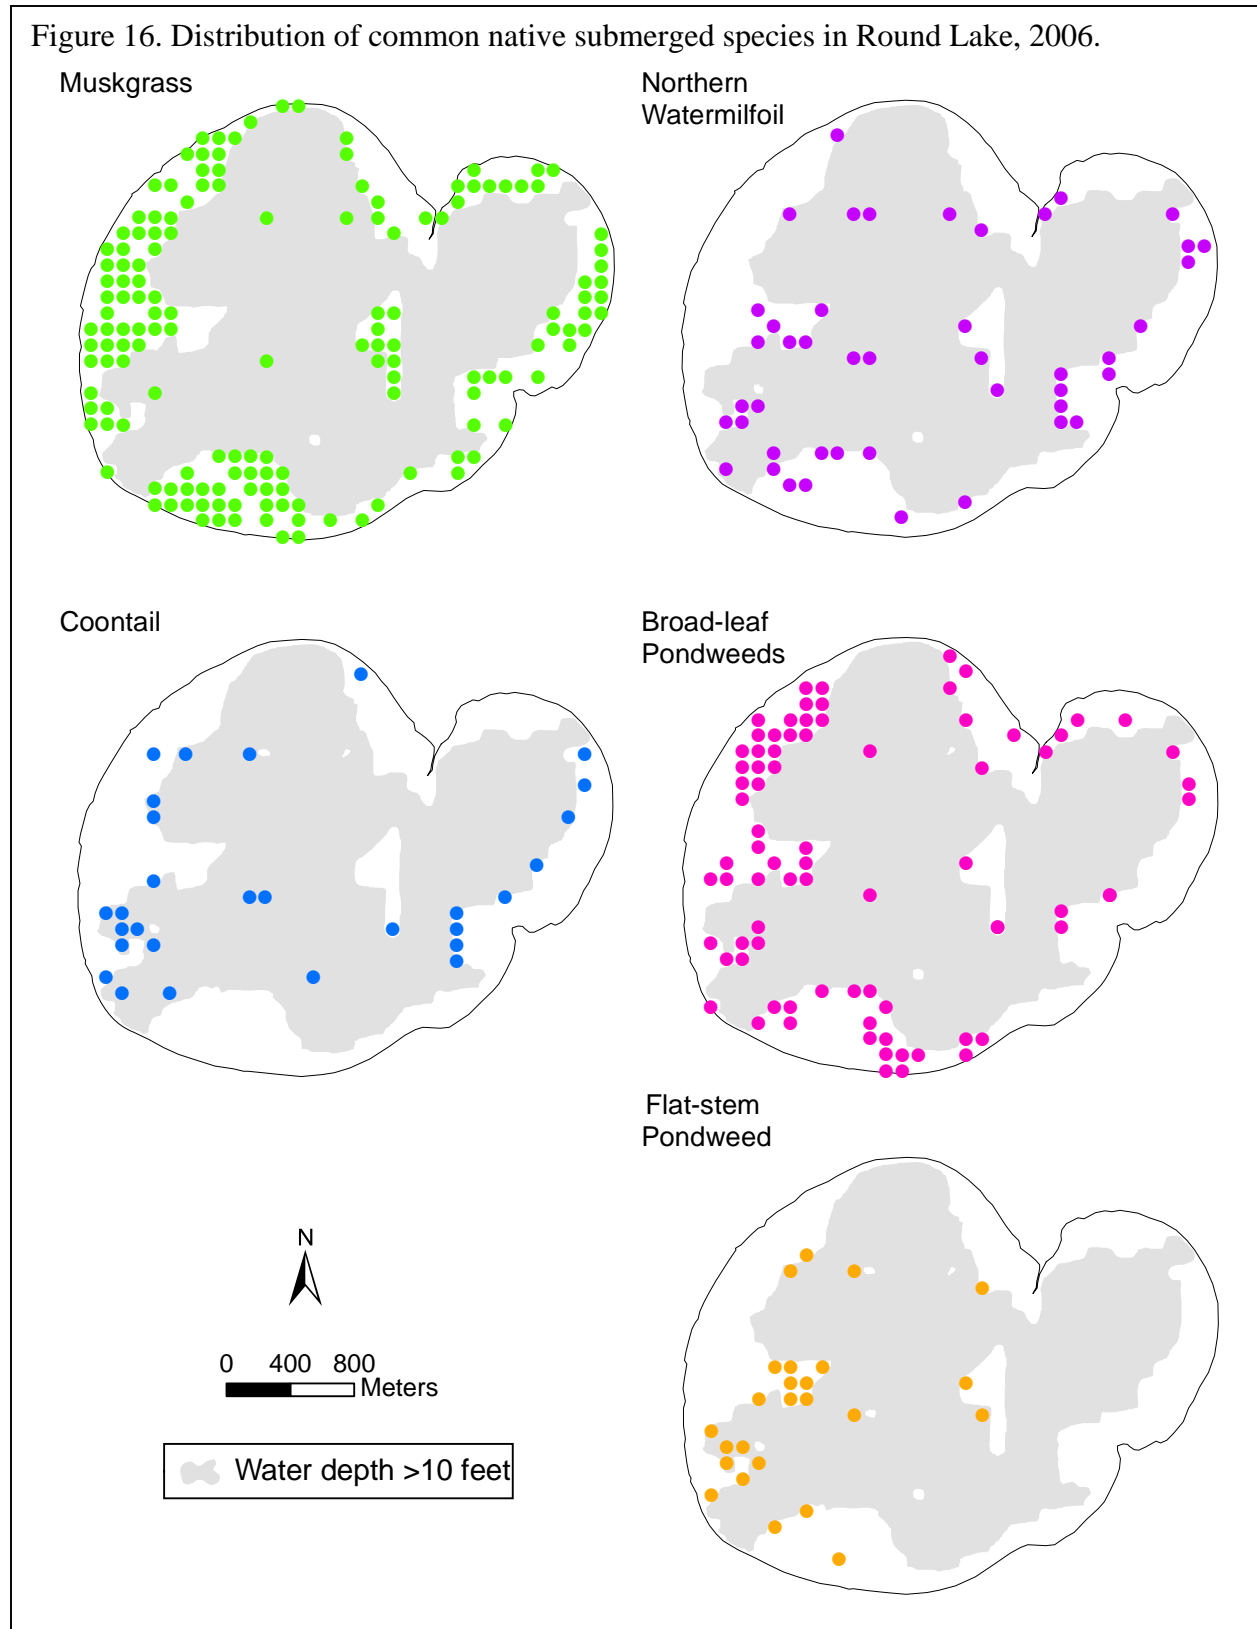 Figure 16. Distribution of common native submerged species in Round Lake, 2006.
Muskgrass
Northern
Watermilfoil
Coontail
Broad-leaf
Pondweeds
Flat-stem
Pondweed
N
0 400 800
Meters
Water depth >10 feet